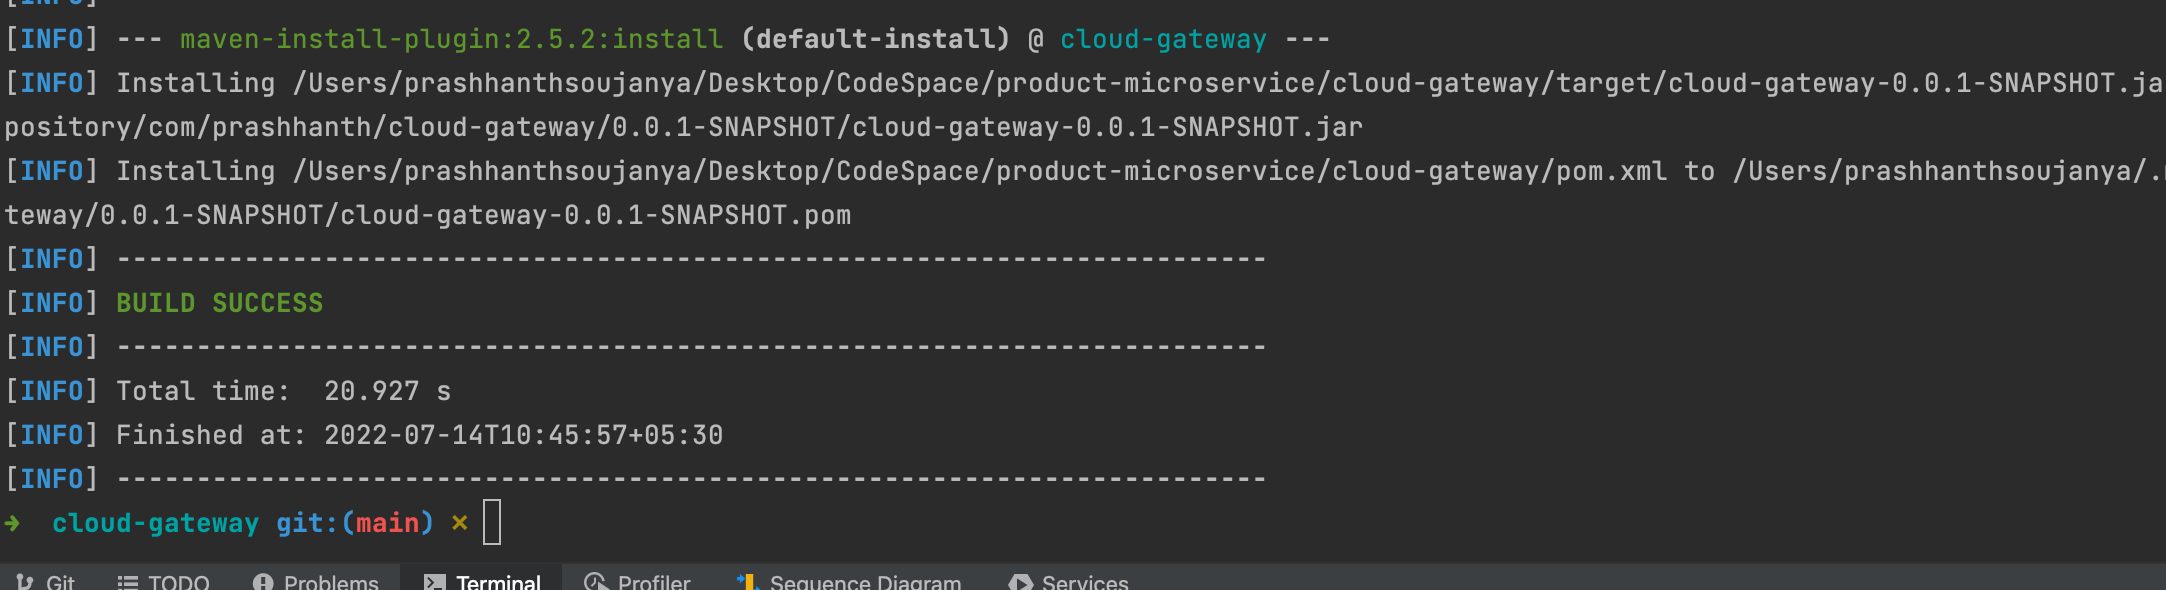 [INFO]
[INFO] --- maven-install-plugin:2.5.2:install (default-install) @ cloud-gateway ---
[INFO] Installing /Users/prashhanthsoujanya/Desktop/CodeSpace/product-microservice/cloud-gateway/target/cloud-gateway-0.0.1-SNAPSHOT.ja
pository/com/prashhanth/cloud-gateway/0.0.1-SNAPSHOT/cloud-gateway-0.0.1-SNAPSHOT.jar
[INFO] Installing /Users/prashhanthsoujanya/Desktop/CodeSpace/product-microservice/cloud-gateway/pom.xml to /Users/prashhanthsoujanya/.
teway/0.0.1-SNAPSHOT/cloud-gateway-0.0.1-SNAPSHOT.pom
[INFO] ------------------------------------------------------------------------
[INFO] BUILD SUCCESS
[INFO] ------------------------------------------------------------------------
[INFO] Total time:  20.927 s
[INFO] Finished at: 2022-07-14T10:45:57+05:30
[INFO] ------------------------------------------------------------------------
➜  cloud-gateway git:(main) ×
Git TODO Problems Terminal Profiler Sequence Diagram Services